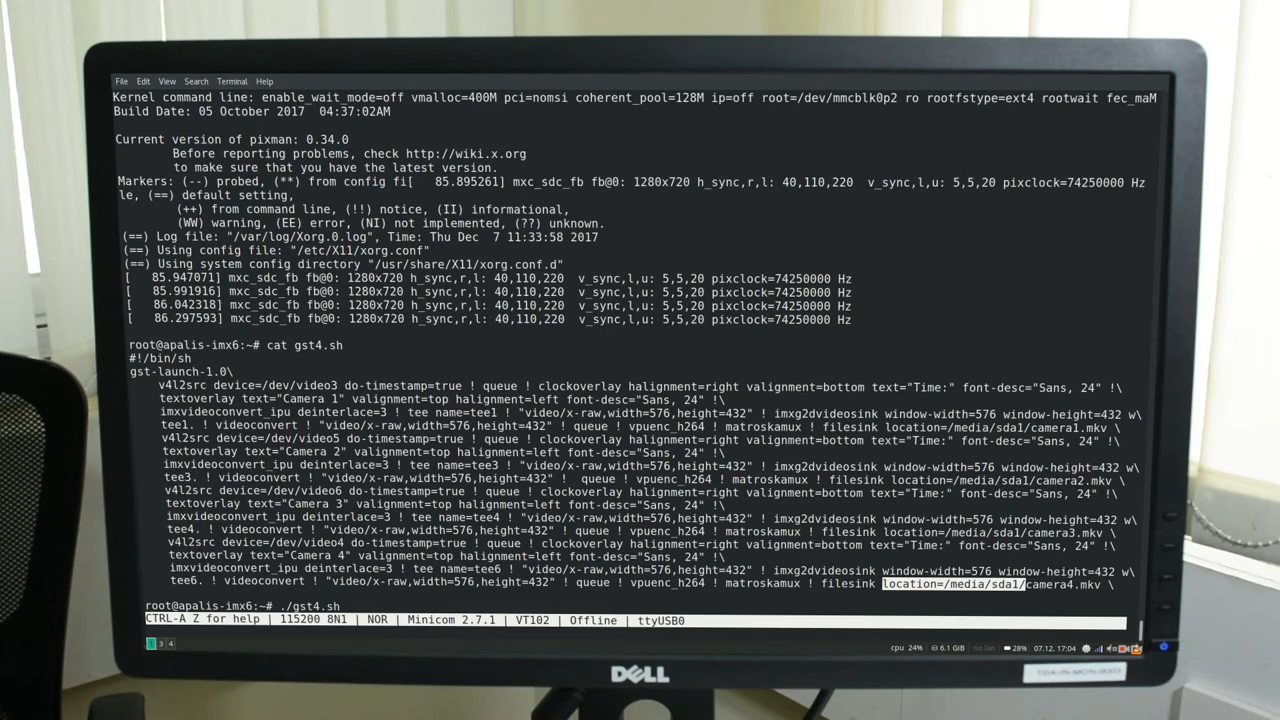 File Edit View Search Terminal Help
Kernel command line: enable_wait_mode=off vmalloc=400M pci=nomsi coherent_pool=128M ip=off root=/dev/mmcblk0p2 ro rootfstype=ext4 rootwait fec_maM
Build Date: 05 October 2017  04:37:02AM
Current version of pixman: 0.34.0
Before reporting problems, check http://wiki.x.org
to make sure that you have the latest version.
Markers: (--) probed, (**) from config fi[   85.895261] mxc_sdc_fb fb@0: 1280x720 h_sync,r,l: 40,110,220  v_sync,l,u: 5,5,20 pixclock=74250000 Hz
le, (==) default setting,
(++) from command line, (!!) notice, (II) informational,
(WW) warning, (EE) error, (NI) not implemented, (??) unknown.
(==) Log file: "/var/log/Xorg.0.log", Time: Thu Dec  7 11:33:58 2017
(==) Using config file: "/etc/X11/xorg.conf"
(==) Using system config directory "/usr/share/X11/xorg.conf.d"
[   85.947071] mxc_sdc_fb fb@0: 1280x720 h_sync,r,l: 40,110,220  v_sync,l,u: 5,5,20 pixclock=74250000 Hz
[   85.991916] mxc_sdc_fb fb@0: 1280x720 h_sync,r,l: 40,110,220  v_sync,l,u: 5,5,20 pixclock=74250000 Hz
[   86.042318] mxc_sdc_fb fb@0: 1280x720 h_sync,r,l: 40,110,220  v_sync,l,u: 5,5,20 pixclock=74250000 Hz
[   86.297593] mxc_sdc_fb fb@0: 1280x720 h_sync,r,l: 40,110,220  v_sync,l,u: 5,5,20 pixclock=74250000 Hz
root@apalis-imx6:~# cat gst4.sh
#!/bin/sh
gst-launch-1.0\
v4l2src device=/dev/video3 do-timestamp=true ! queue ! clockoverlay halignment=right valignment=bottom text="Time:" font-desc="Sans, 24" !\
textoverlay text="Camera 1" valignment=top halignment=left font-desc="Sans, 24" !\
imxvideoconvert_ipu deinterlace=3 ! tee name=tee1 ! "video/x-raw,width=576,height=432" ! imxg2dvideosink window-width=576 window-height=432 w\
tee1. ! videoconvert ! "video/x-raw,width=576,height=432" ! queue ! vpuenc_h264 ! matroskamux ! filesink location=/media/sda1/camera1.mkv \
v4l2src device=/dev/video5 do-timestamp=true ! queue ! clockoverlay halignment=right valignment=bottom text="Time:" font-desc="Sans, 24" !\
textoverlay text="Camera 2" valignment=top halignment=left font-desc="Sans, 24" !\
imxvideoconvert_ipu deinterlace=3 ! tee name=tee3 ! "video/x-raw,width=576,height=432" ! imxg2dvideosink window-width=576 window-height=432 w\
tee3. ! videoconvert ! "video/x-raw,width=576,height=432" !  queue ! vpuenc_h264 ! matroskamux ! filesink location=/media/sda1/camera2.mkv \
v4l2src device=/dev/video6 do-timestamp=true ! queue ! clockoverlay halignment=right valignment=bottom text="Time:" font-desc="Sans, 24" !\
textoverlay text="Camera 3" valignment=top halignment=left font-desc="Sans, 24" !\
imxvideoconvert_ipu deinterlace=3 ! tee name=tee4 ! "video/x-raw,width=576,height=432" ! imxg2dvideosink window-width=576 window-height=432 w\
tee4. ! videoconvert ! "video/x-raw,width=576,height=432" ! queue ! vpuenc_h264 ! matroskamux ! filesink location=/media/sda1/camera3.mkv \
v4l2src device=/dev/video4 do-timestamp=true ! queue ! clockoverlay halignment=right valignment=bottom text="Time:" font-desc="Sans, 24" !\
textoverlay text="Camera 4" valignment=top halignment=left font-desc="Sans, 24" !\
imxvideoconvert_ipu deinterlace=3 ! tee name=tee6 ! "video/x-raw,width=576,height=432" ! imxg2dvideosink window-width=576 window-height=432 w\
tee6. ! videoconvert ! "video/x-raw,width=576,height=432" ! queue ! vpuenc_h264 ! matroskamux ! filesink location=/media/sda1/camera4.mkv \
root@apalis-imx6:~# ./gst4.sh
CTRL-A Z for help | 115200 8N1 | NOR | Minicom 2.7.1 | VT102 | Offline | ttyUSB0
1 3 4 cpu 24% 6.1 GiB no lan 28% 07.12. 17:04
DELL